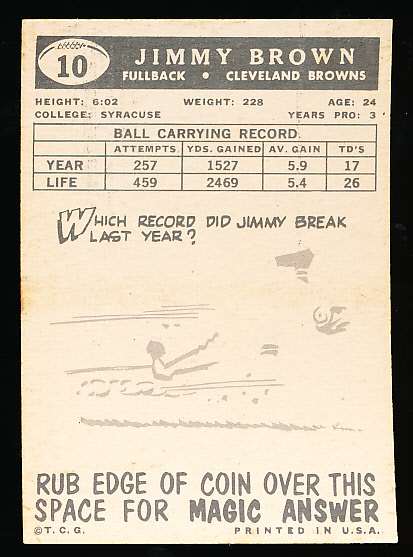 10
JIMMY BROWN
FULLBACK • CLEVELAND BROWNS
HEIGHT: 6:02 WEIGHT: 228 AGE: 24
COLLEGE: SYRACUSE YEARS PRO: 3
BALL CARRYING RECORD
ATTEMPTS YDS. GAINED AV. GAIN TD'S
YEAR 257 1527 5.9 17
LIFE 459 2469 5.4 26
WHICH RECORD DID JIMMY BREAK
LAST YEAR?
RUB EDGE OF COIN OVER THIS
SPACE FOR MAGIC ANSWER
©T.C.G. PRINTED IN U.S.A.